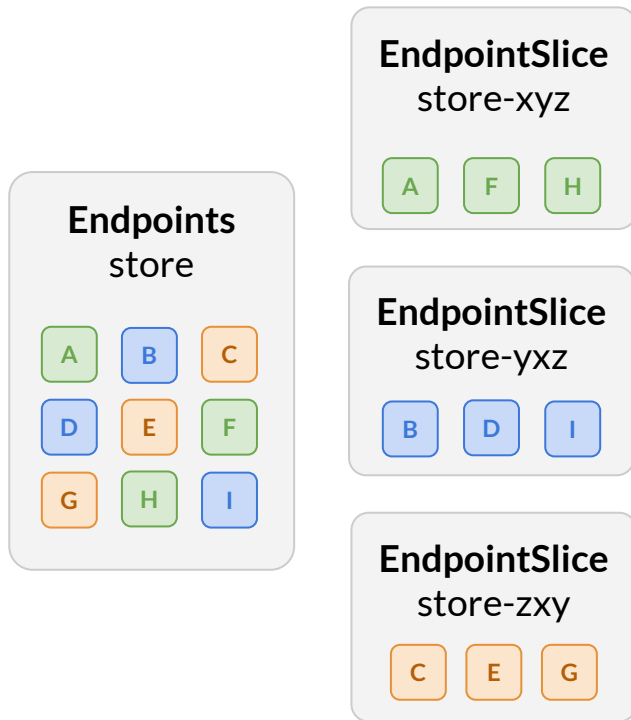 Endpoints
store
A B C
D E F
G H I
EndpointSlice
store-xyz
A F H
EndpointSlice
store-yxz
B D I
EndpointSlice
store-zxy
C E G